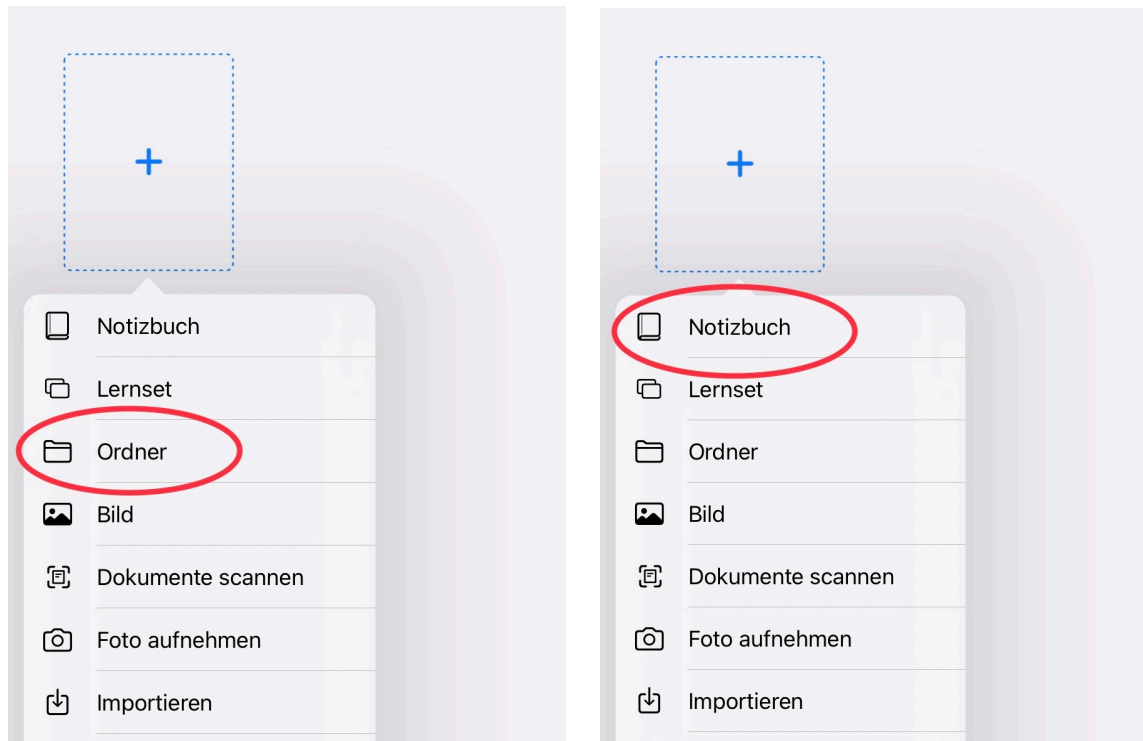 Notizbuch
Lernset
Ordner
Bild
Dokumente scannen
Foto aufnehmen
Importieren
Notizbuch
Lernset
Ordner
Bild
Dokumente scannen
Foto aufnehmen
Importieren